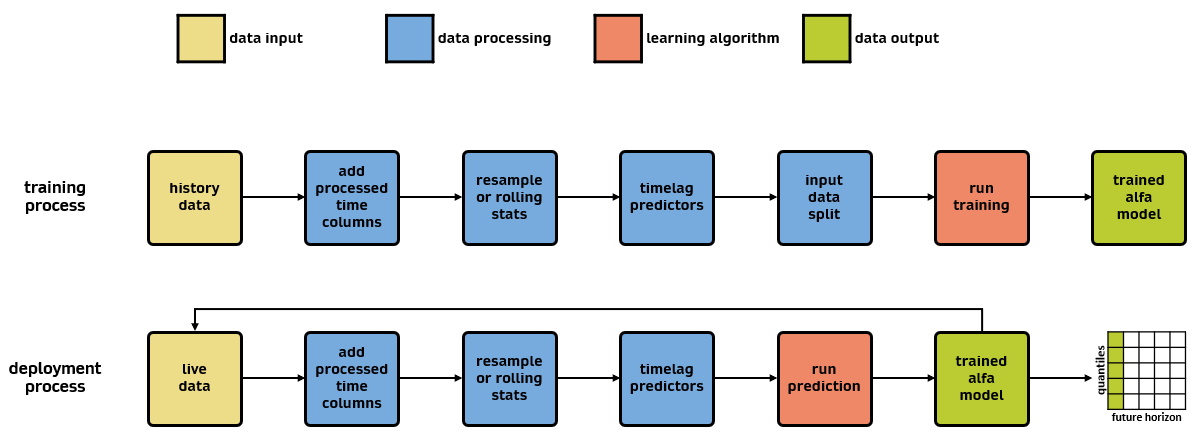 data input
data processing
learning algorithm
data output
training
process
history
data
add
processed
time
columns
resample
or rolling
stats
timelag
predictors
input
data
split
run
training
trained
alfa
model
deployment
process
live
data
add
processed
time
columns
resample
or rolling
stats
timelag
predictors
run
prediction
trained
alfa
model
quantiles
future horizon